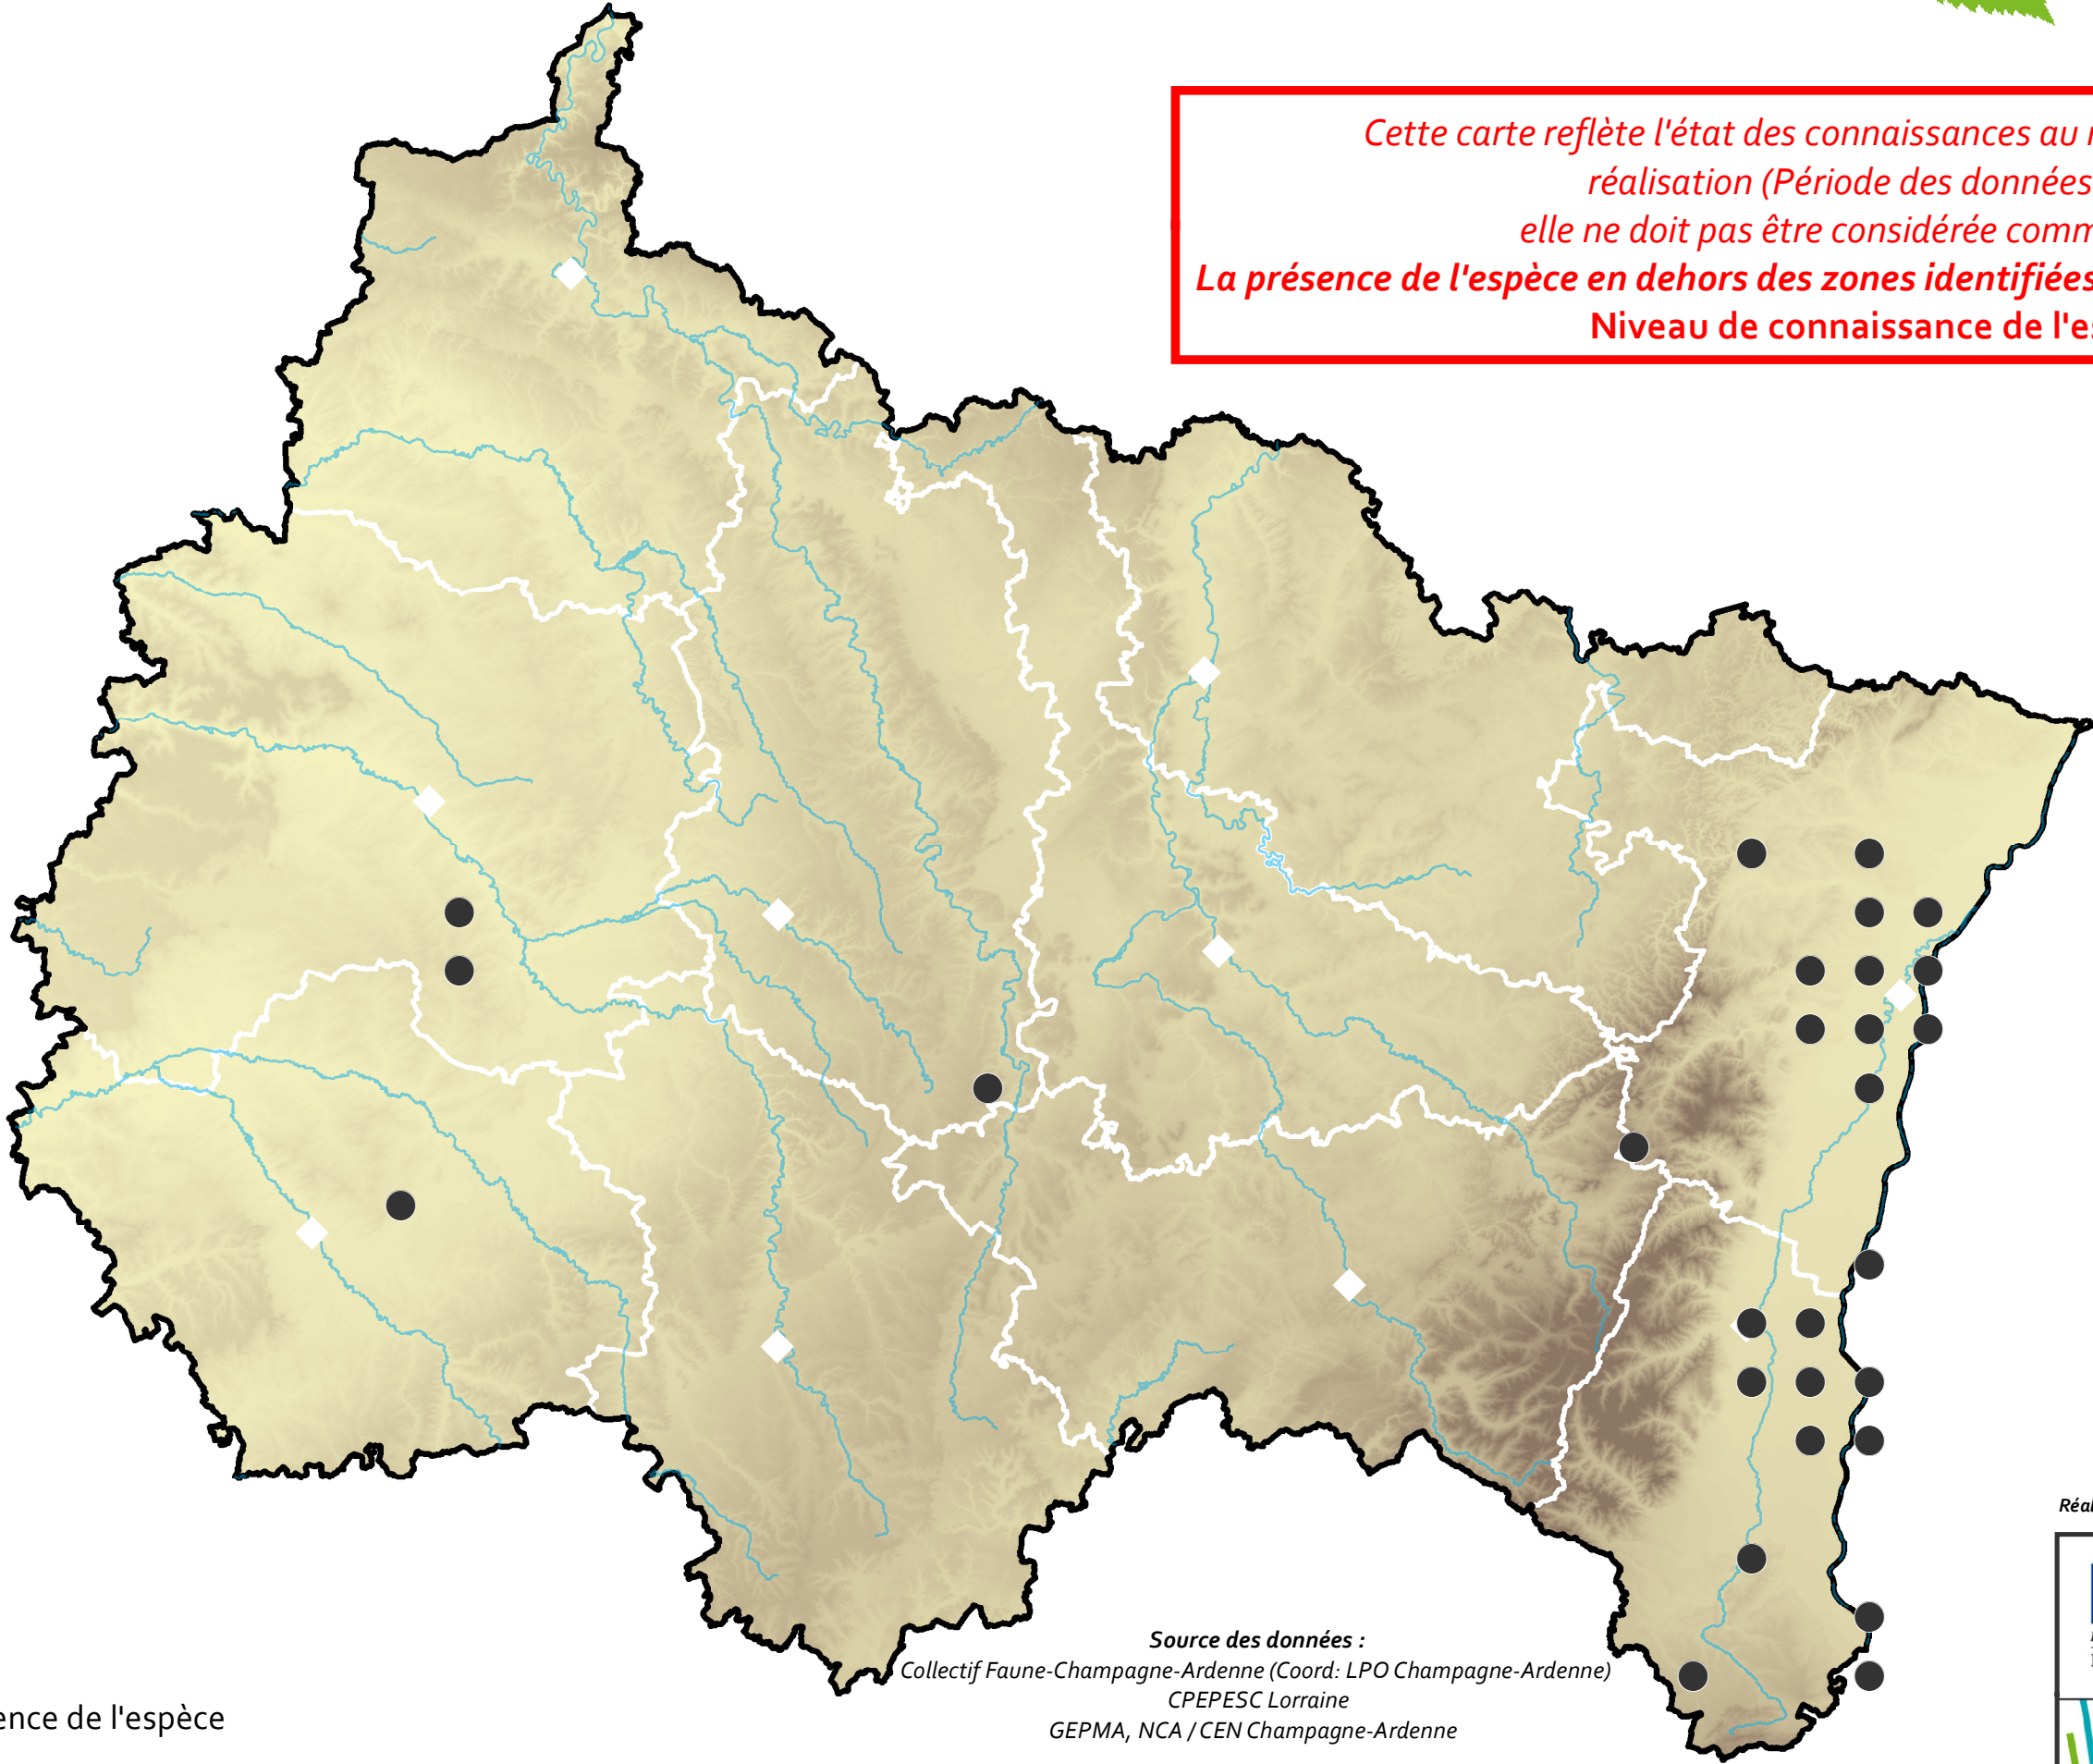 Cette carte reflète l'état des connaissances au
réalisation (Période des données
elle ne doit pas être considérée comm
La présence de l'espèce en dehors des zones identifiées
Niveau de connaissance de l'es
Réal
Source des données :
Collectif Faune-Champagne-Ardenne (Coord: LPO Champagne-Ardenne)
CPEPESC Lorraine
GEPMA, NCA / CEN Champagne-Ardenne
ence de l'espèce